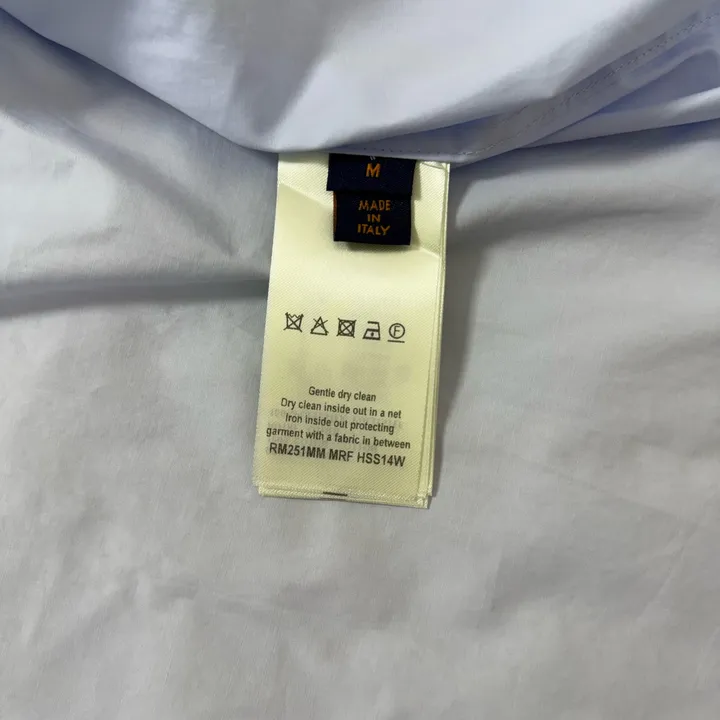 M
MADE
IN
ITALY
F
Gentle dry clean
Dry clean inside out in a net
Iron inside out protecting
garment with a fabric in between
RM251MM MRF HSS14W